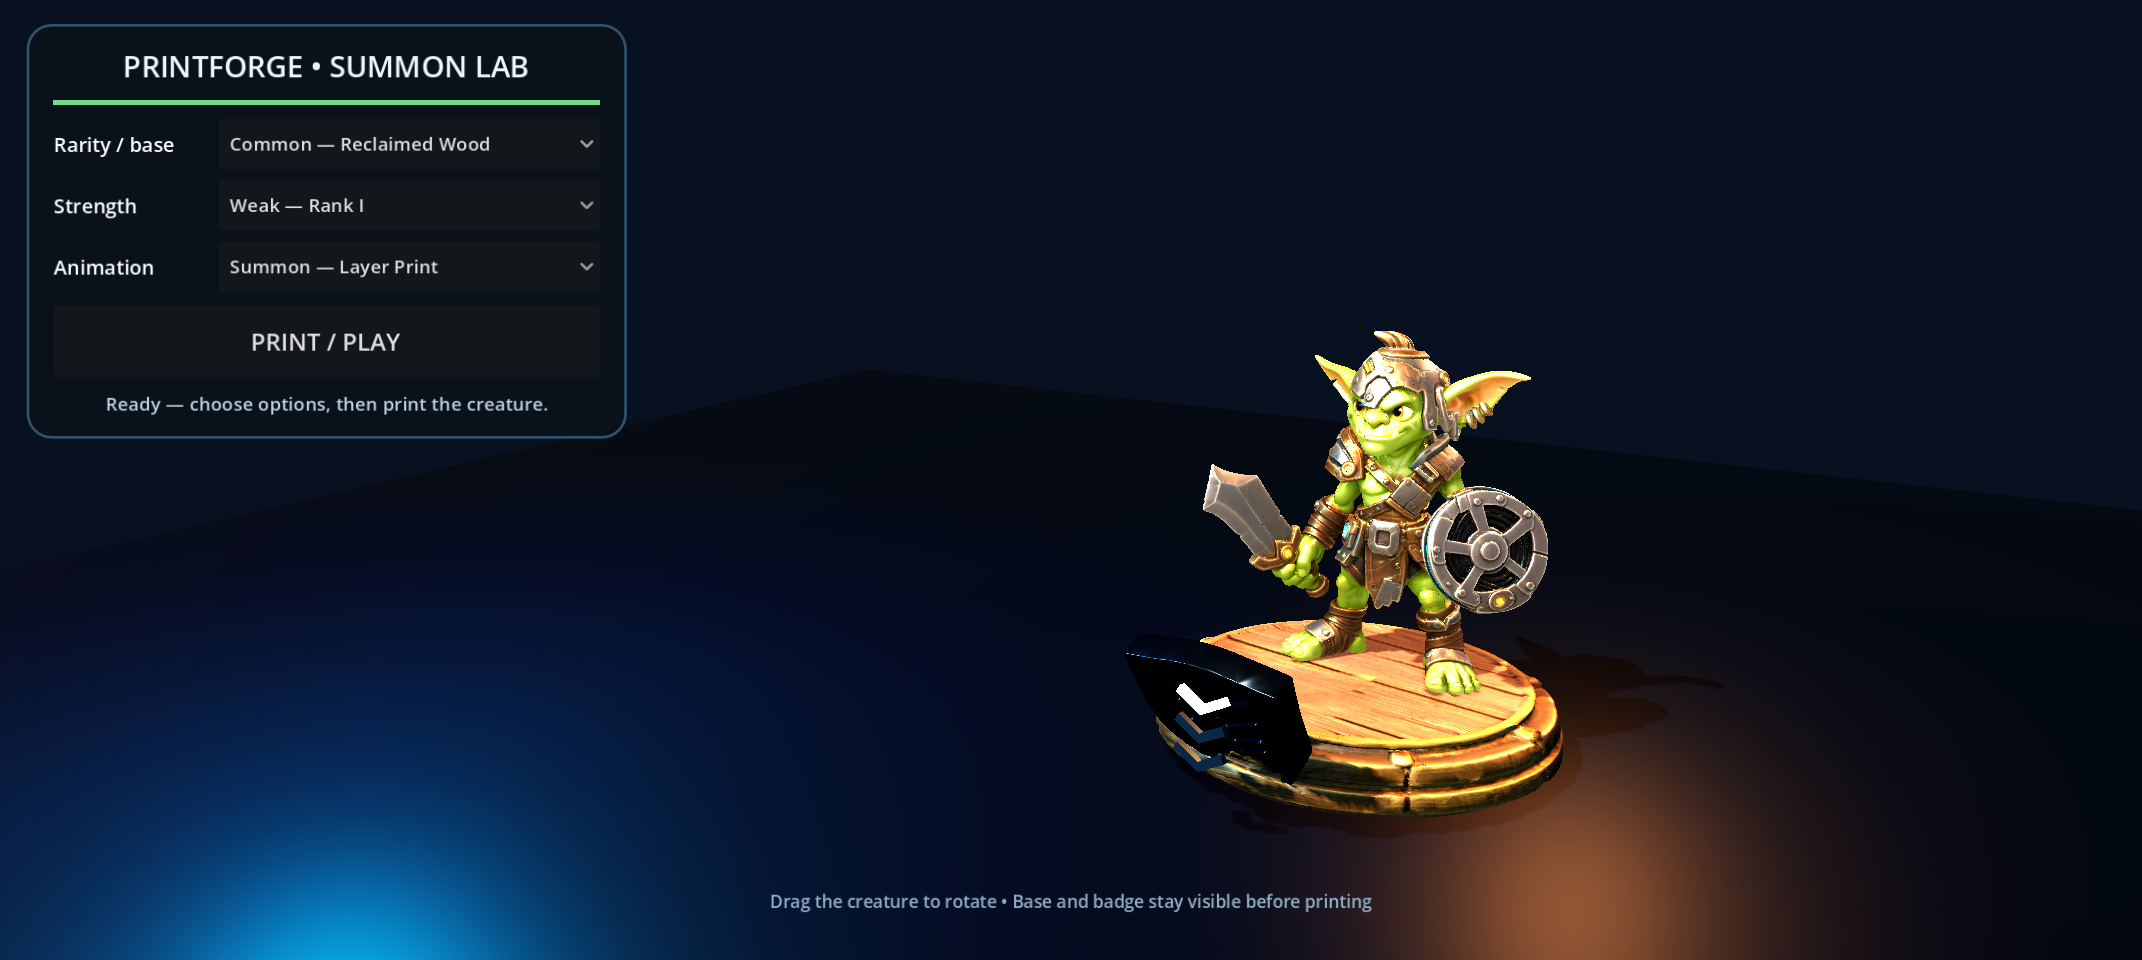 PRINTFORGE • SUMMON LAB
Rarity / base
Common — Reclaimed Wood
Strength
Weak — Rank I
Animation
Summon — Layer Print
PRINT / PLAY
Ready — choose options, then print the creature.
Drag the creature to rotate • Base and badge stay visible before printing